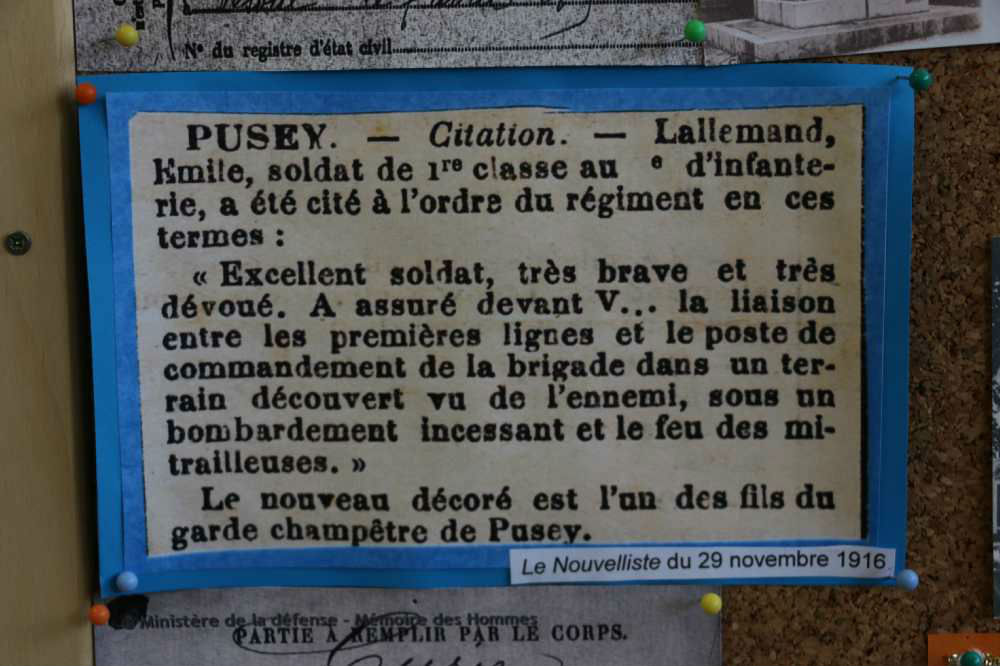 N° du registre d'état civil
PUSEY. — Citation. — Lallemand,
Emile, soldat de 1re classe au e d'infante-
rie, a été cité à l'ordre du régiment en ces
termes :
« Excellent soldat, très brave et très
dévoué. A assuré devant V... la liaison
entre les premières lignes et le poste de
commandement de la brigade dans un ter-
rain découvert vu de l'ennemi, sous un
bombardement incessant et le feu des mi-
trailleuses. »
Le nouveau décoré est l'un des fils du
garde champêtre de Pusey.
Le Nouvelliste du 29 novembre 1916
Ministère de la défense - Mémoire des Hommes
PARTIE À REMPLIR PAR LE CORPS.